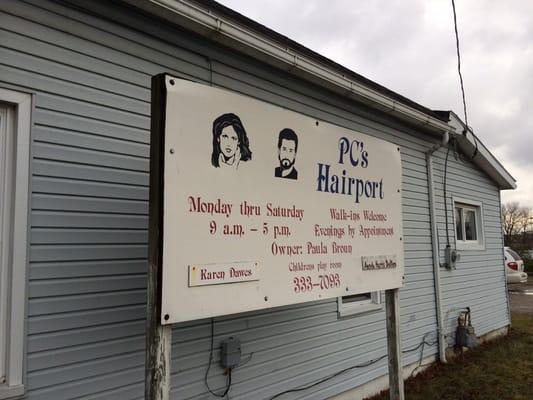 PC's
Hairport
Monday thru Saturday
9 a.m. - 5 p.m.
Walk-ins Welcome
Evenings by Appointment
Owner: Paula Broun
Childrens play room
333-7093
Karen Dawes